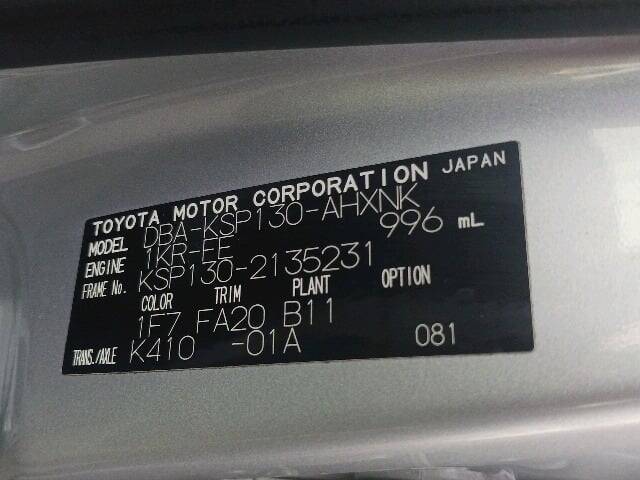 TOYOTA MOTOR CORPORATION JAPAN
MODEL DBA-KSP130-AHXNK
ENGINE 1KR-FE 996 mL
FRAME No. KSP130-2135231
COLOR TRIM PLANT OPTION
1F7 FA20 B11
TRANS./AXLE K410 -01A 081